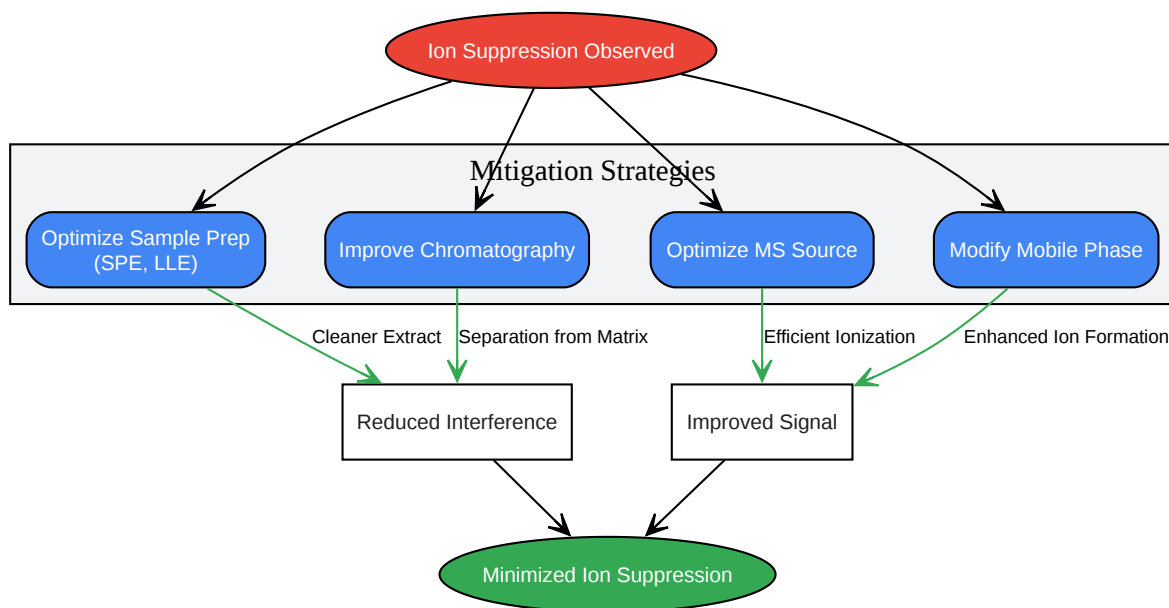 Ion Suppression Observed
Mitigation Strategies
Optimize Sample Prep
(SPE, LLE)
Improve Chromatography
Optimize MS Source
Modify Mobile Phase
Cleaner Extract
Separation from Matrix
Efficient Ionization
Enhanced Ion Formation
Reduced Interference
Improved Signal
Minimized Ion Suppression